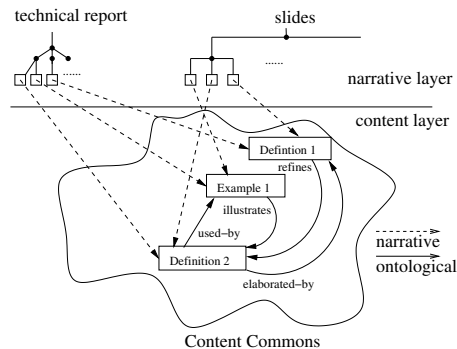 technical report
slides
......
......
narrative layer
content layer
Defintion 1
refines
Example 1
illustrates
used-by
narrative
Definition 2
ontological
elaborated-by
Content Commons